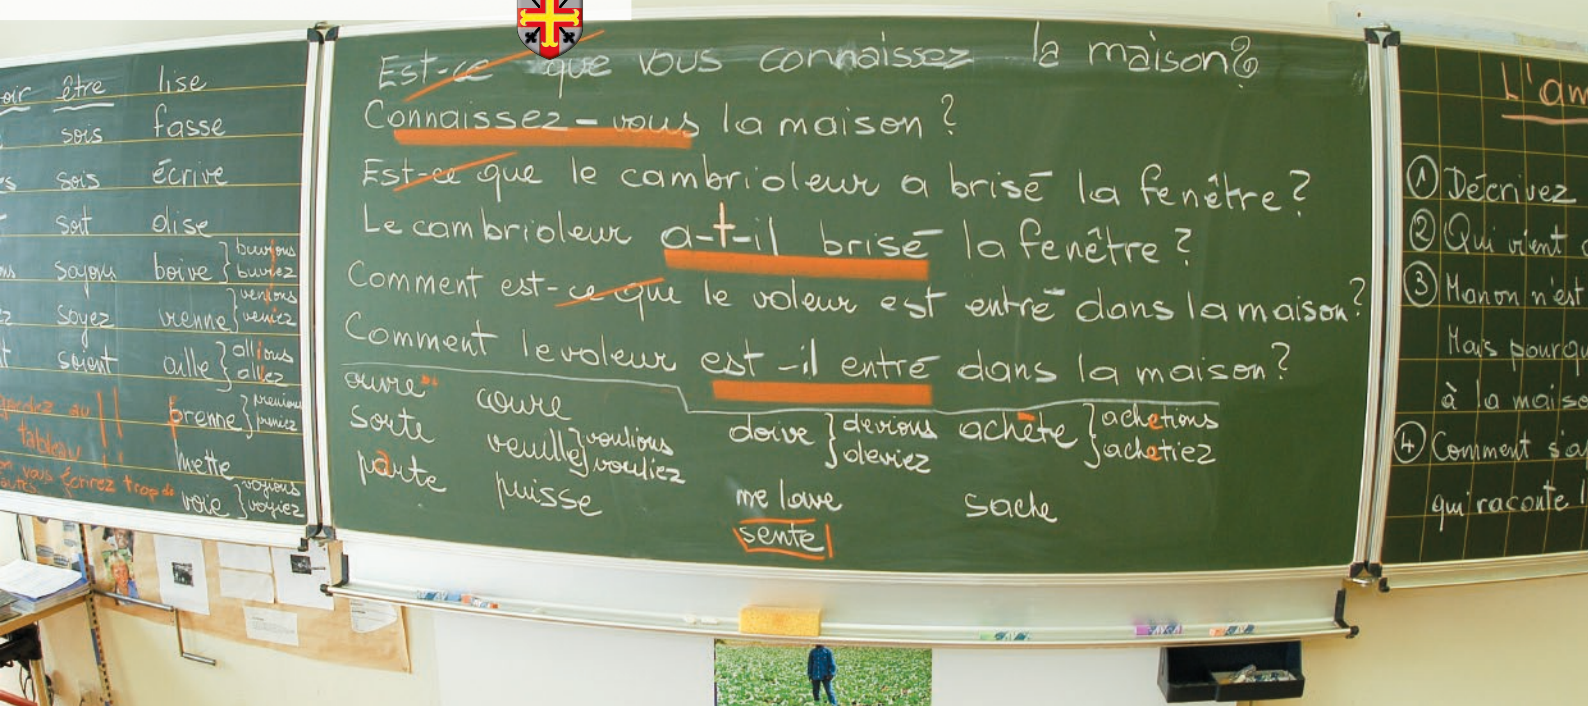 être lise
sois fasse
sois écrive
soit dise
soyons boive } buvions
buviez
soyez vienne } venions
veniez
soient aille } allions
alliez
prenne } prenions
preniez
tableau !!
mette
vous écrirez trop de
voie } voyions
voyiez
Est-ce que vous connaissez la maison?
Connaissez-vous la maison?
Est-ce que le cambrioleur a brisé la fenêtre?
Le cambrioleur a-t-il brisé la fenêtre?
Comment est-ce que le voleur est entré dans la maison?
Comment le voleur est-il entré dans la maison?
ouvre coure
sorte veuille } voulions
vouliez
parte puisse
doive } devions
deviez
achète } achetions
achetiez
me lave sache
sente
L'am
① Décrivez
② Qui vient
③ Manon n'est
Mais pourqu
à la maiso
④ Comment s'a
qui raconte l